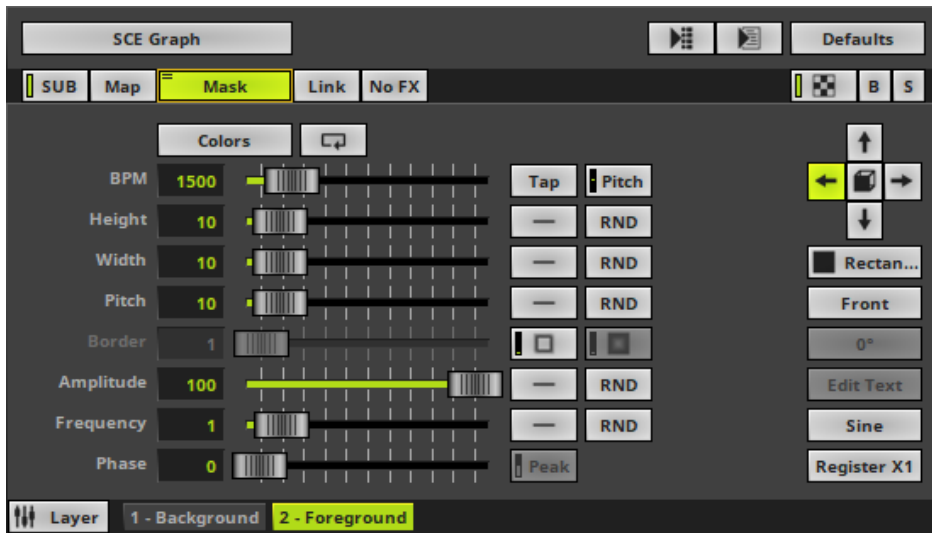 SCE Graph Defaults
SUB Map Mask Link No FX B S
Colors
BPM 1500 Tap Pitch
Height 10 RND
Width 10 RND
Rectan...
Pitch 10 RND Front
Border 1 0°
Amplitude 100 RND Edit Text
Frequency 1 RND Sine
Phase 0 Peak Register X1
Layer 1 - Background 2 - Foreground